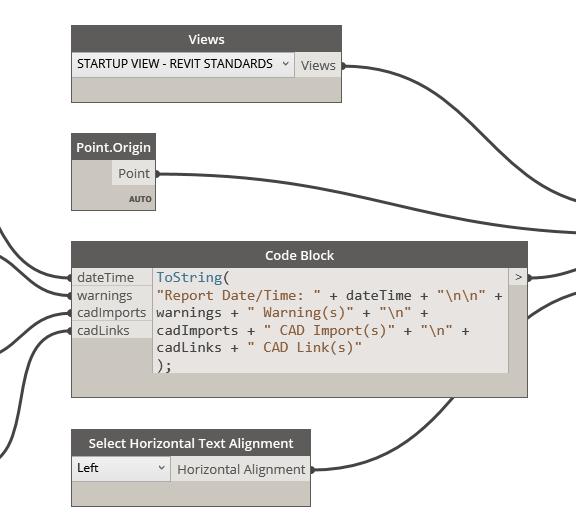 Views
STARTUP VIEW - REVIT STANDARDS Views
Point.Origin
Point
AUTO
Code Block
dateTime
warnings
cadImports
cadLinks
ToString(
"Report Date/Time: " + dateTime + "\n\n" +
warnings + " Warning(s)" + "\n" +
cadImports + " CAD Import(s)" + "\n" +
cadLinks + " CAD Link(s)"
);
>
Select Horizontal Text Alignment
Left Horizontal Alignment